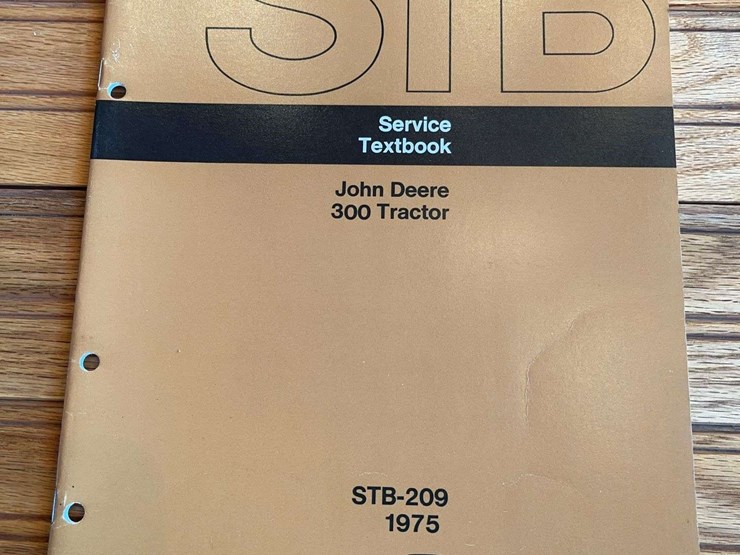 STB
Service
Textbook
John Deere
300 Tractor
STB-209
1975